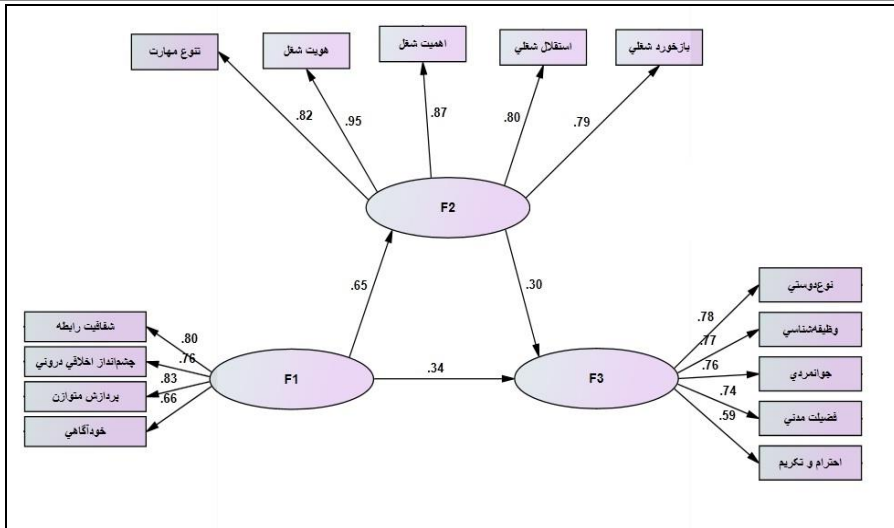 بازخورد شغلي
استقلال شغلي
اهميت شغل
هويت شغل
تنوع مهارت
.82
.95
.87
.80
.79
F2
.65
.30
شفافيت رابطه
چشم‌انداز اخلاقي دروني
پردازش متوازن
خودآگاهي
.80
.76
.83
.66
F1
.34
F3
.78
.77
.76
.74
.59
نوع‌دوستي
وظيفه‌شناسي
جوانمردي
فضيلت مدني
احترام و تكريم